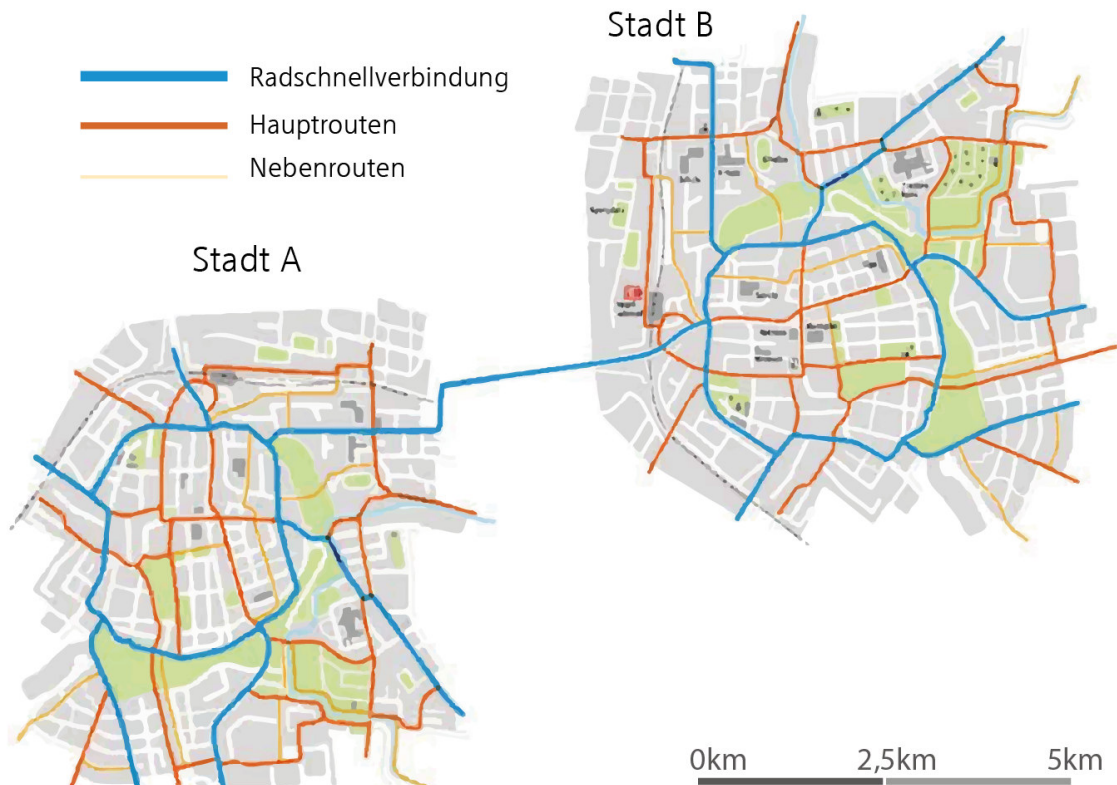 Stadt B
Radschnellverbindung
Hauptrouten
Nebenrouten
Stadt A
0km 2,5km 5km